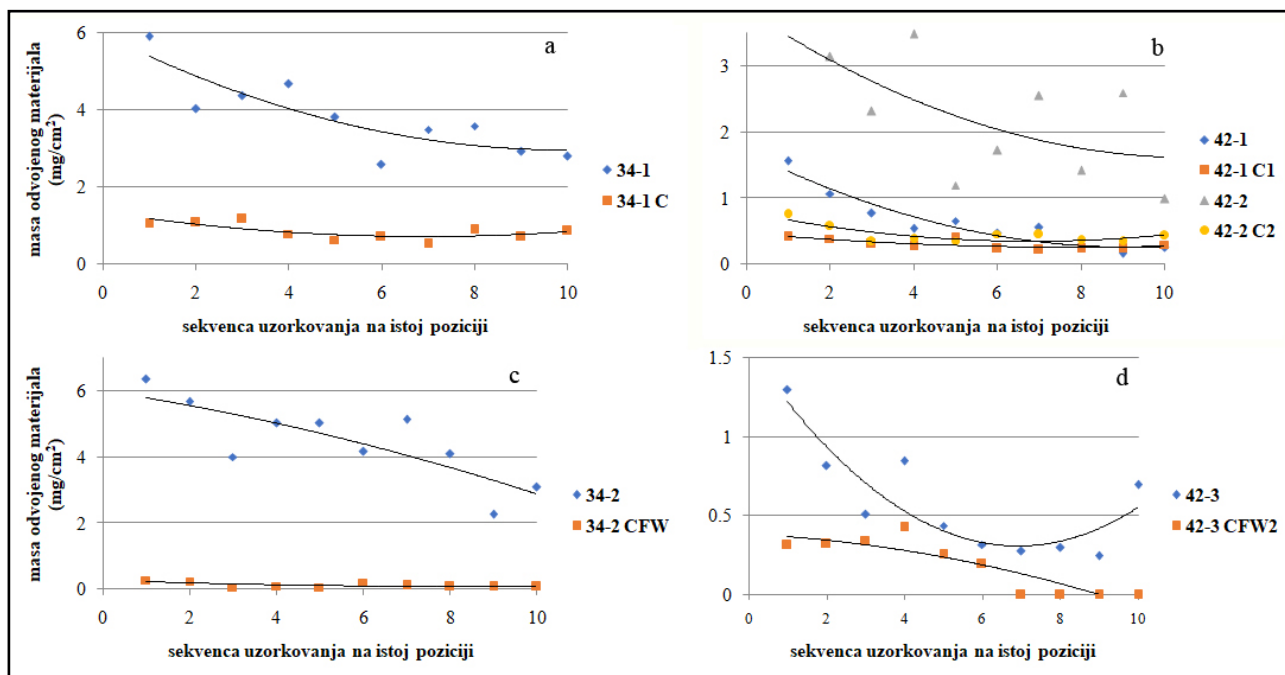 a
6
4
2
0
0
2
4
6
8
10
masa odvojenog materijala
(mg/cm²)
sekvenca uzorkovanja na istoj poziciji
34-1
34-1 C
b
3
2
1
0
0
2
4
6
8
10
sekvenca uzorkovanja na istoj poziciji
42-1
42-1 C1
42-2
42-2 C2
c
6
4
2
0
0
2
4
6
8
10
masa odvojenog materijala
(mg/cm²)
sekvenca uzorkovanja na istoj poziciji
34-2
34-2 CFW
d
1.5
1
0.5
0
0
2
4
6
8
10
sekvenca uzorkovanja na istoj poziciji
42-3
42-3 CFW2